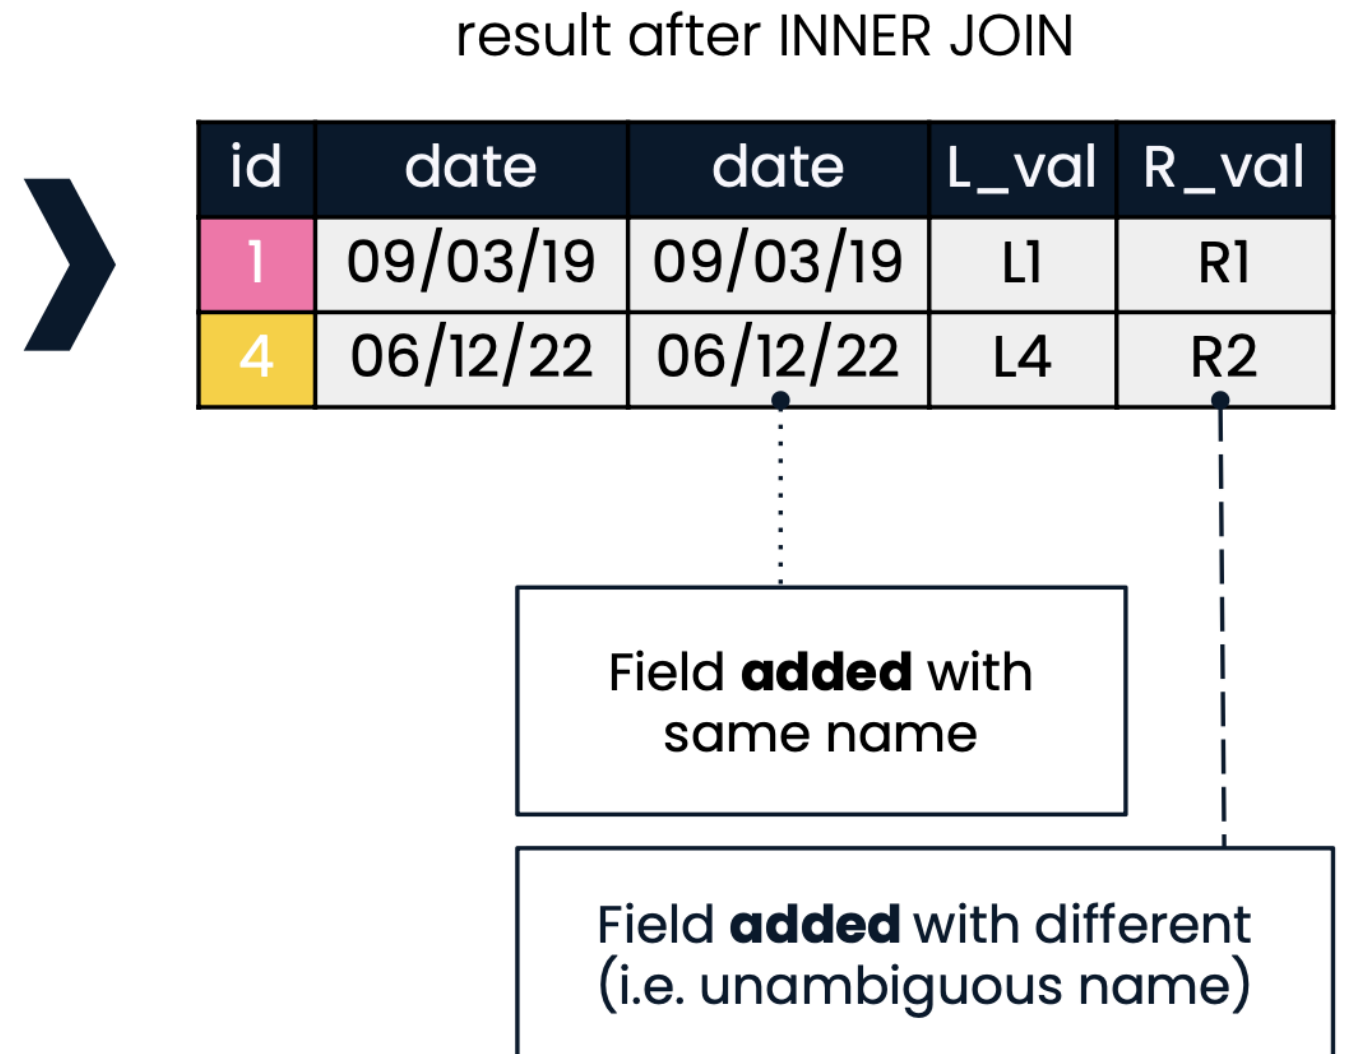 result after INNER JOIN
id date date L_val R_val
1 09/03/19 09/03/19 L1 R1
4 06/12/22 06/12/22 L4 R2
Field added with
same name
Field added with different
(i.e. unambiguous name)